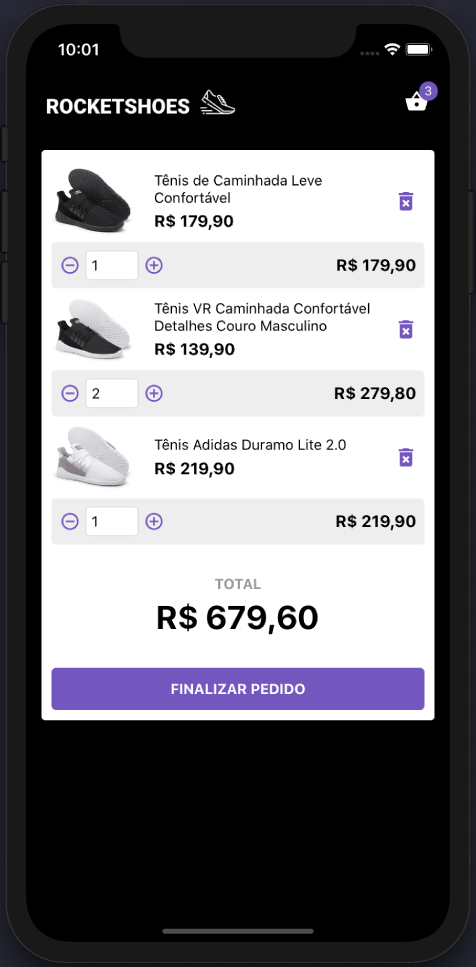 10:01
ROCKETSHOES
3
Tênis de Caminhada Leve
Confortável
R$ 179,90
1
R$ 179,90
Tênis VR Caminhada Confortável
Detalhes Couro Masculino
R$ 139,90
2
R$ 279,80
Tênis Adidas Duramo Lite 2.0
R$ 219,90
1
R$ 219,90
TOTAL
R$ 679,60
FINALIZAR PEDIDO